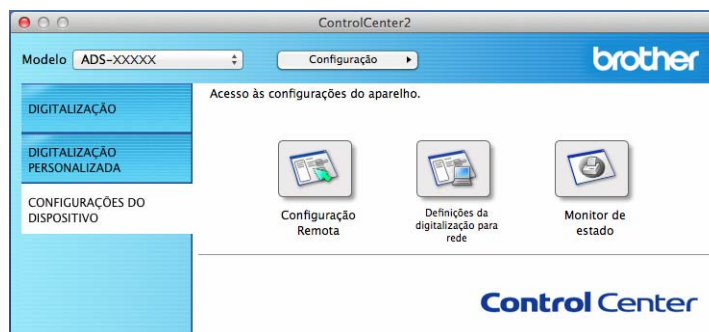 ControlCenter2
Modelo ADS-XXXXX Configuração
brother
DIGITALIZAÇÃO
DIGITALIZAÇÃO
PERSONALIZADA
CONFIGURAÇÕES DO
DISPOSITIVO
Acesso às configurações do aparelho.
Configuração
Remota
Definições da
digitalização para
rede
Monitor de
estado
Control Center